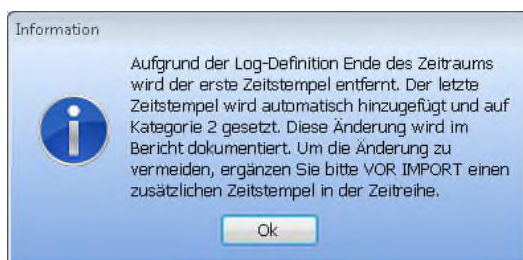 Information
Aufgrund der Log-Definition Ende des Zeitraums
wird der erste Zeitstempel entfernt. Der letzte
Zeitstempel wird automatisch hinzugefügt und auf
Kategorie 2 gesetzt. Diese Änderung wird im
Bericht dokumentiert. Um die Änderung zu
vermeiden, ergänzen Sie bitte VOR IMPORT einen
zusätzlichen Zeitstempel in der Zeitreihe.
Ok